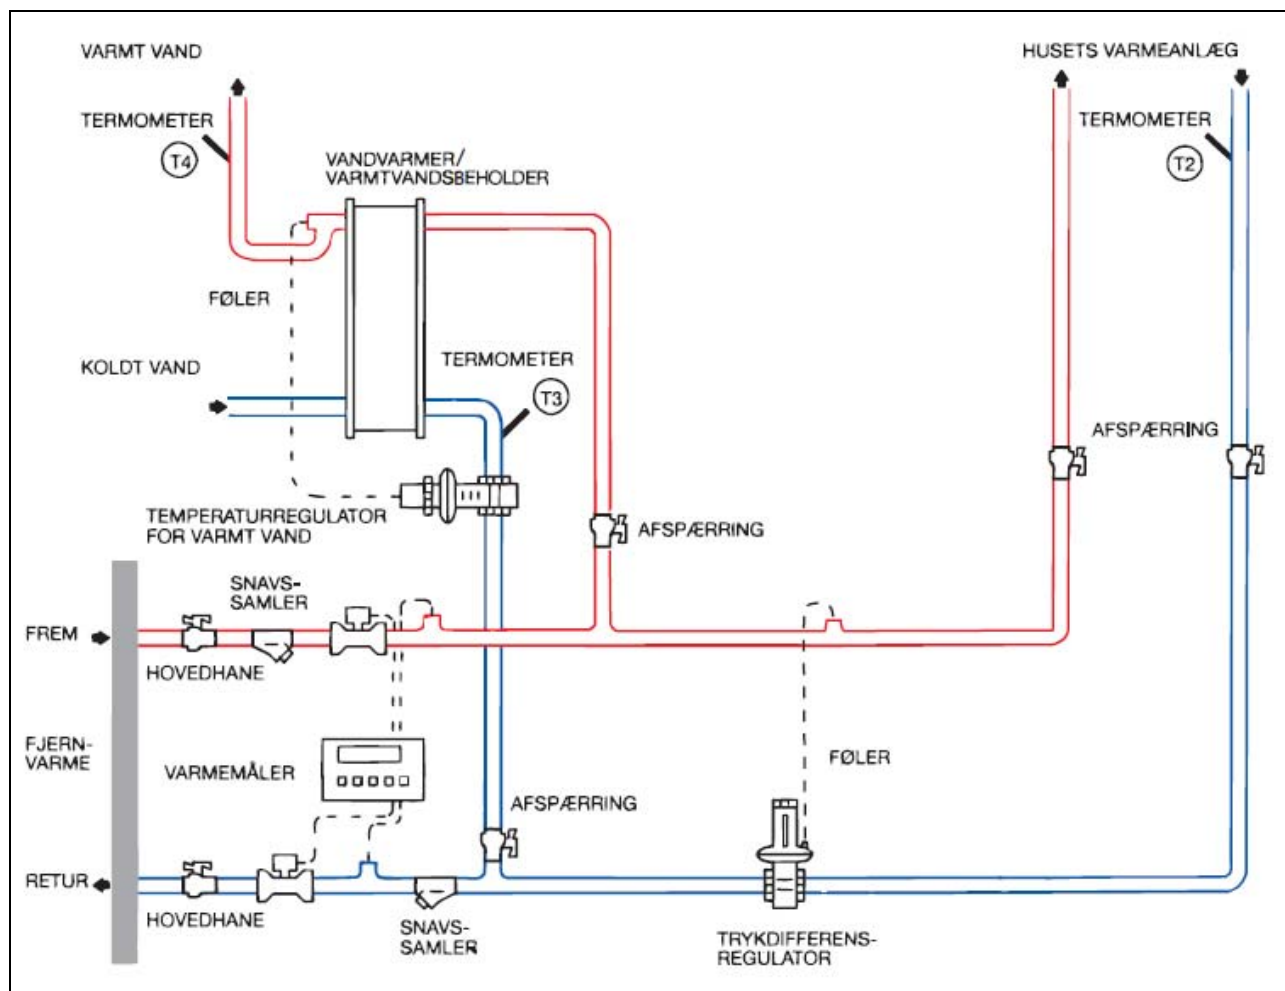 VARMT VAND
HUSETS VARMEANLÆG
TERMOMETER
T4
TERMOMETER
T2
VANDVARMER/
VARMTVANDSBEHOLDER
FØLER
KOLDT VAND
TERMOMETER
T3
AFSPÆRRING
TEMPERATURREGULATOR
FOR VARMT VAND
AFSPÆRRING
SNAVS-
SAMLER
FREM
HOVEDHANE
FJERN-
VARME
VARMEMÅLER
FØLER
AFSPÆRRING
RETUR
HOVEDHANE
SNAVS-
SAMLER
TRYKDIFFERENS-
REGULATOR